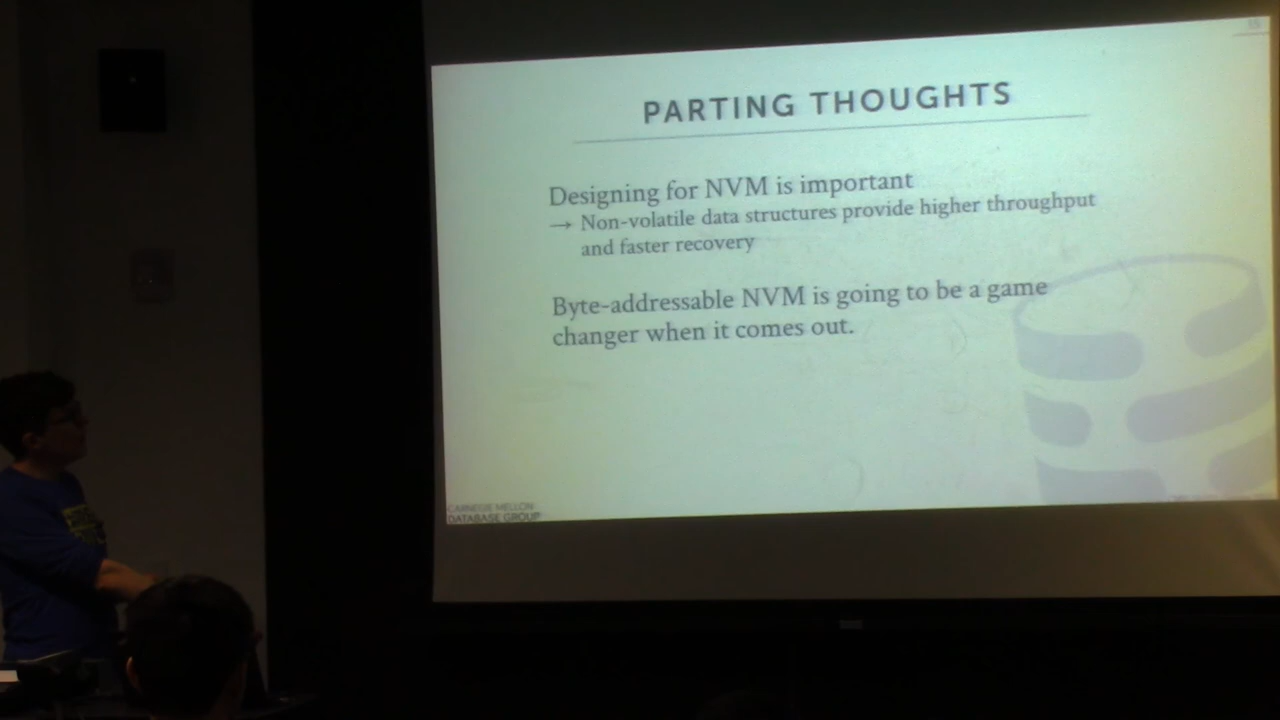 PARTING THOUGHTS
Designing for NVM is important
→ Non-volatile data structures provide higher throughput
and faster recovery
Byte-addressable NVM is going to be a game
changer when it comes out.
CARNEGIE MELLON
DATABASE GROUP